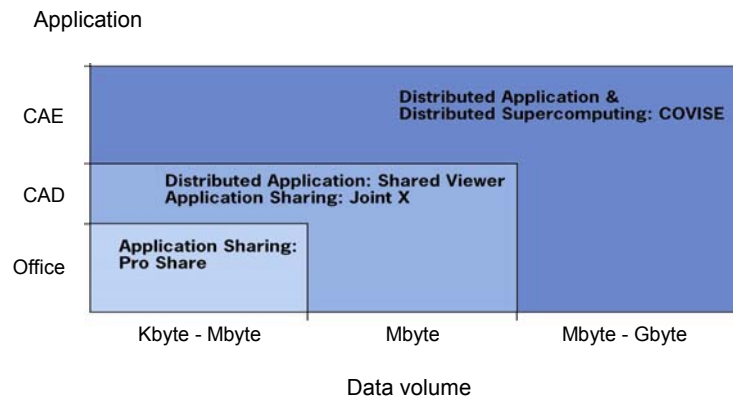 Application
CAE
Distributed Application &
Distributed Supercomputing: COVISE
CAD
Distributed Application: Shared Viewer
Application Sharing: Joint X
Office
Application Sharing:
Pro Share
Kbyte - Mbyte
Mbyte
Mbyte - Gbyte
Data volume